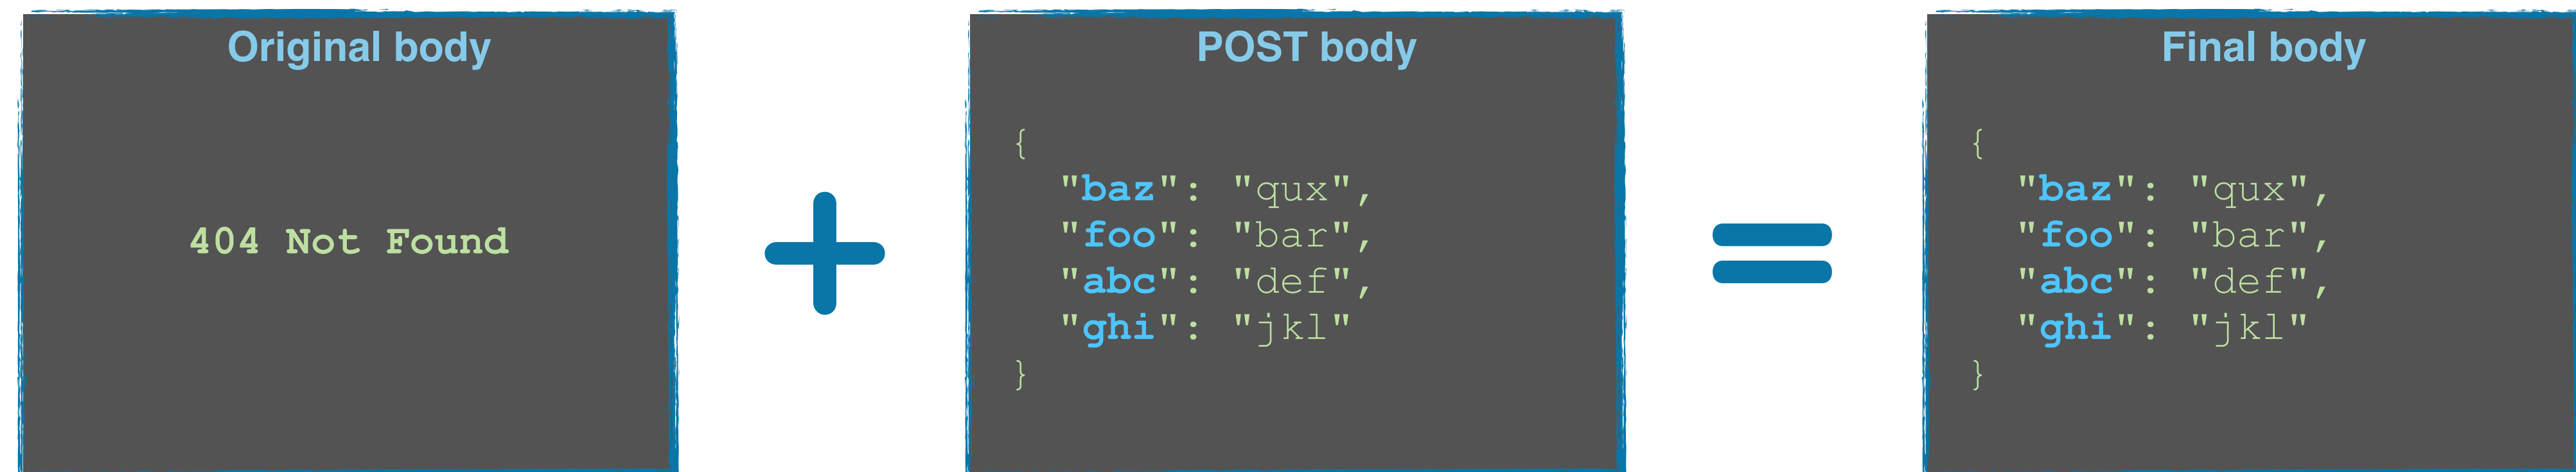 Original body
404 Not Found
+
POST body
{
"baz": "qux",
"foo": "bar",
"abc": "def",
"ghi": "jkl"
}
=
Final body
{
"baz": "qux",
"foo": "bar",
"abc": "def",
"ghi": "jkl"
}